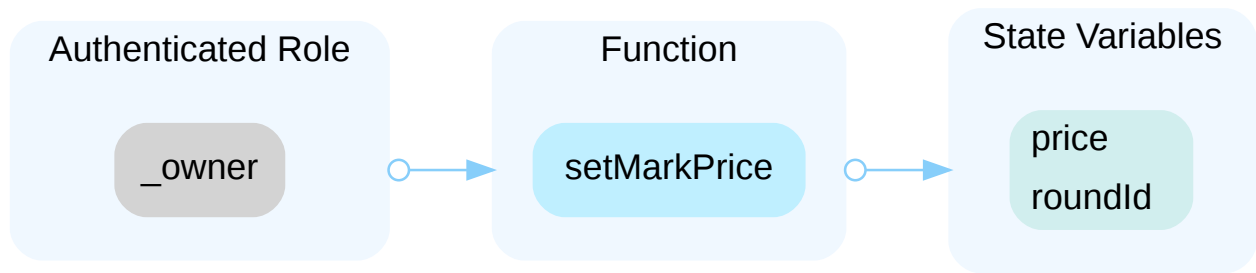 Authenticated Role
_owner
Function
setMarkPrice
State Variables
price
roundId